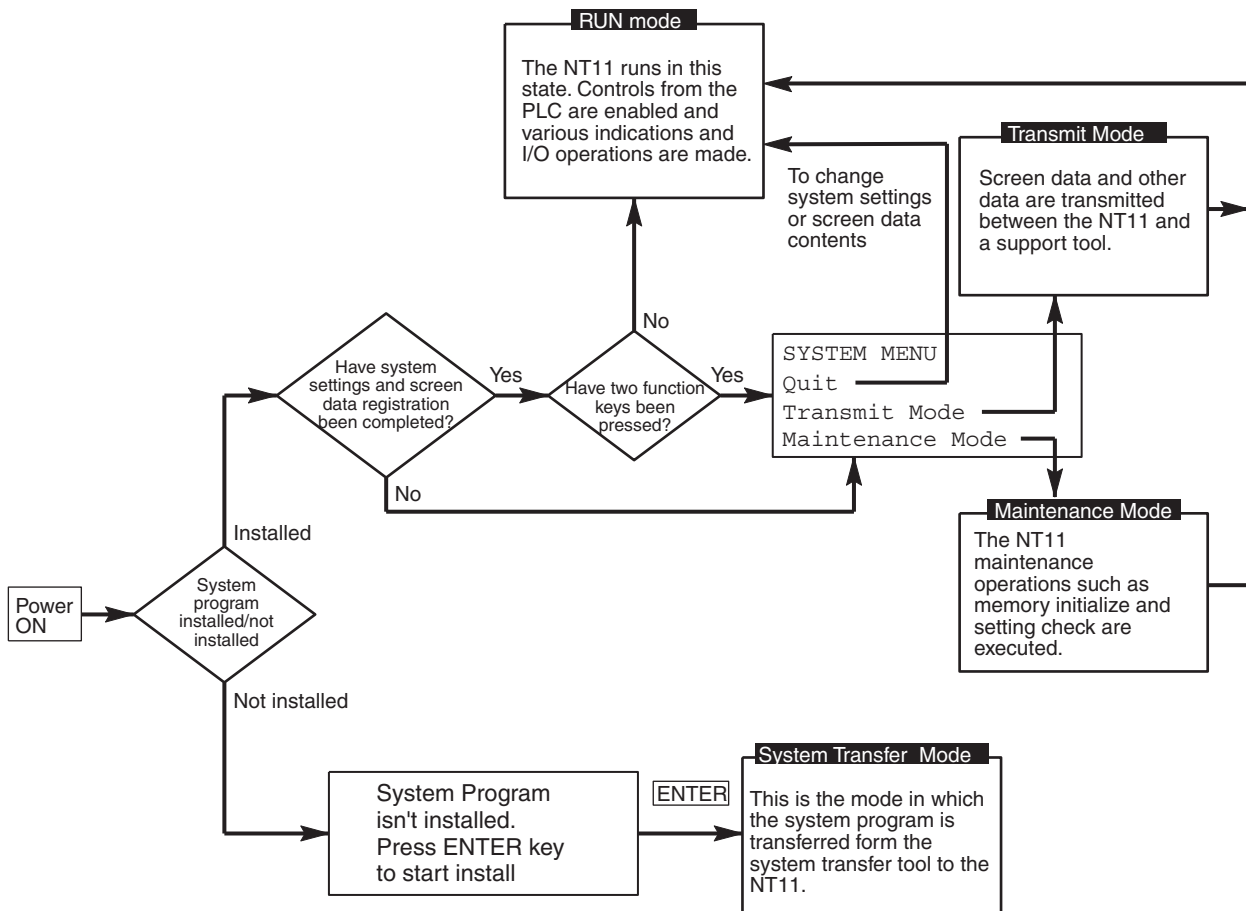 RUN mode
The NT11 runs in this
state. Controls from the
PLC are enabled and
various indications and
I/O operations are made.
To change
system settings
or screen data
contents
Transmit Mode
Screen data and other
data are transmitted
between the NT11 and
a support tool.
No
Have system
settings and screen
data registration
been completed?
Yes
Have two function
keys been
pressed?
Yes
SYSTEM MENU
Quit
Transmit Mode
Maintenance Mode
No
Maintenance Mode
The NT11
maintenance
operations such as
memory initialize and
setting check are
executed.
Installed
Power
ON
System
program
installed/not
installed
Not installed
System Program
isn't installed.
Press ENTER key
to start install
ENTER
System Transfer Mode
This is the mode in which
the system program is
transferred form the
system transfer tool to the
NT11.